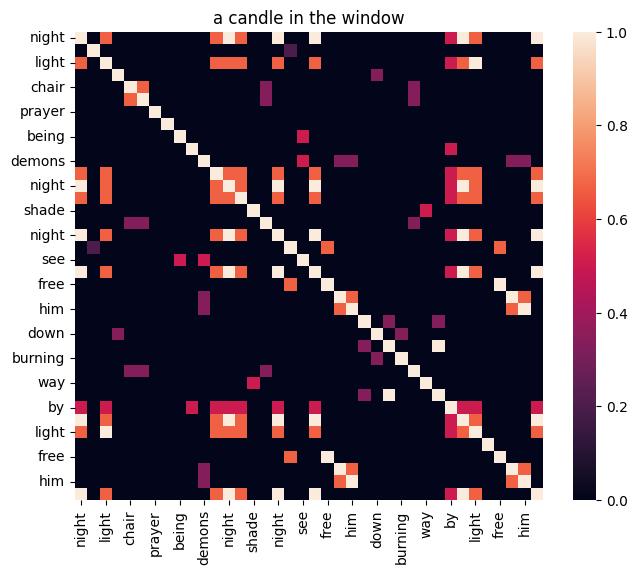 a candle in the window
night
light
chair
prayer
being
demons
night
shade
night
see
free
him
down
burning
way
by
light
free
him
1.0
0.8
0.6
0.4
0.2
0.0
night
light
chair
prayer
being
demons
night
shade
night
see
free
him
down
burning
way
by
light
free
him